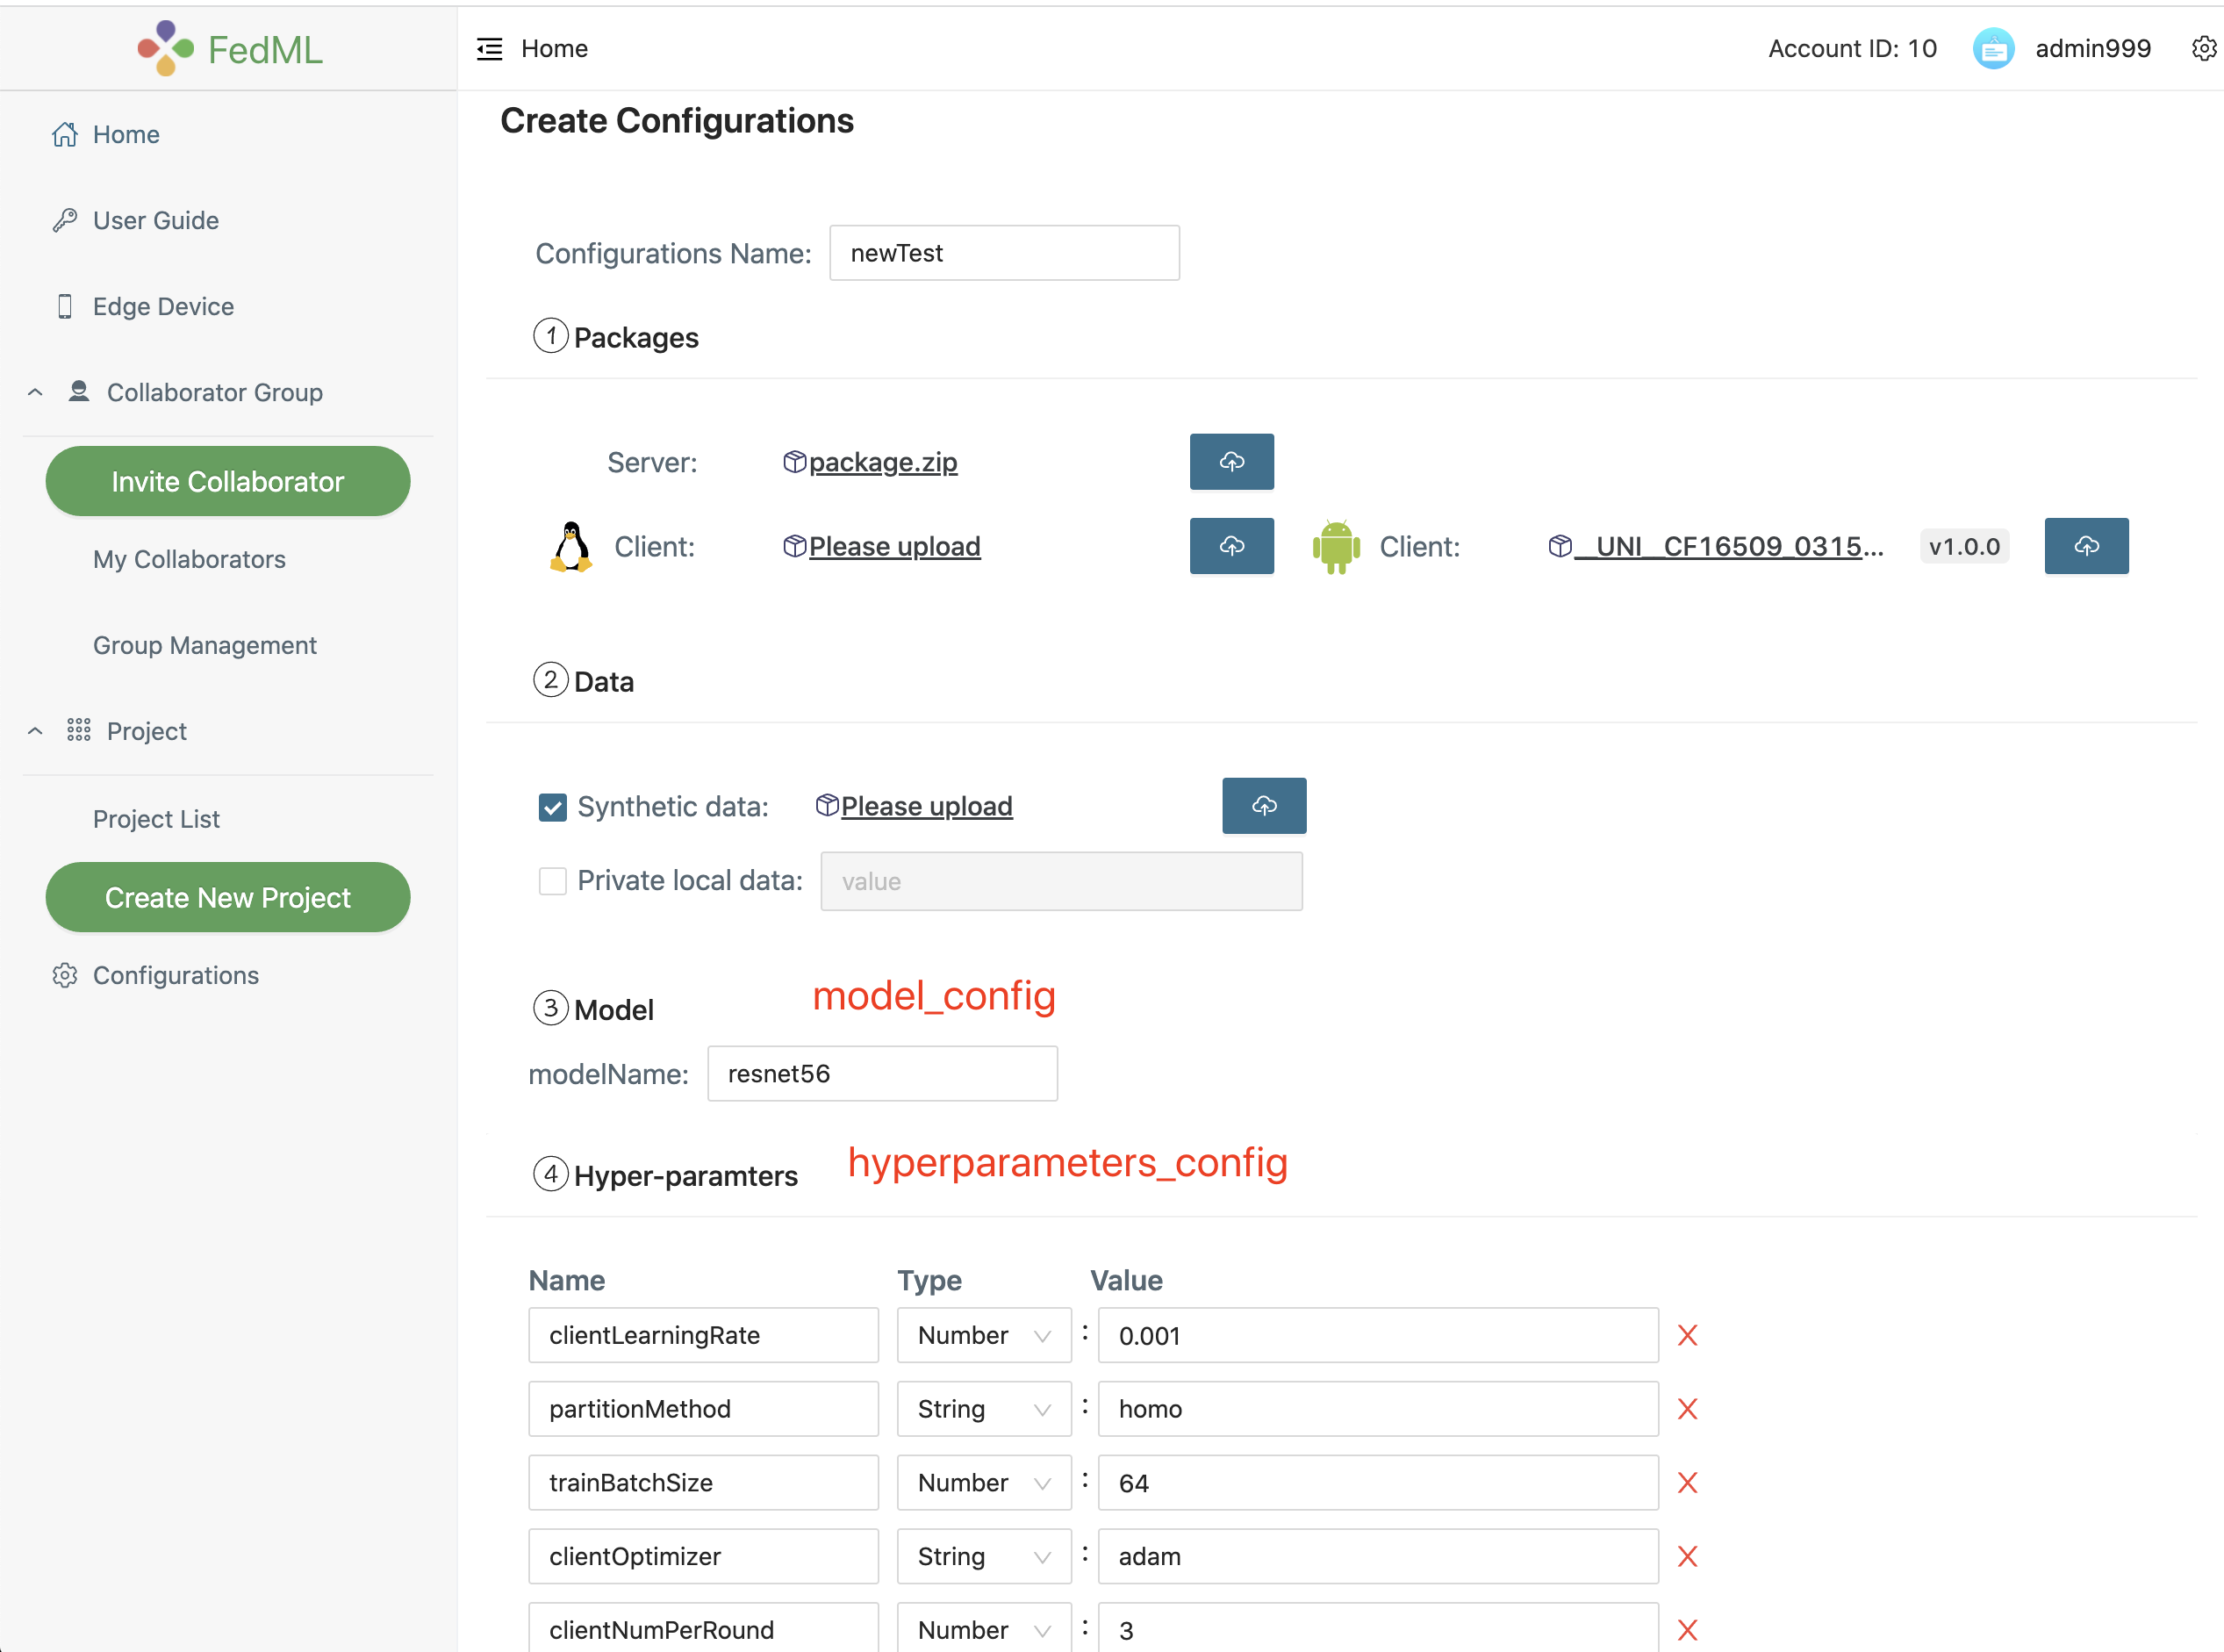 FedML
Home
Account ID: 10
admin999
Home
User Guide
Edge Device
Collaborator Group
Invite Collaborator
My Collaborators
Group Management
Project
Project List
Create New Project
Configurations
Create Configurations
Configurations Name: newTest
1 Packages
Server: package.zip
Client: Please upload
Client: __UNI__CF16509_0315... v1.0.0
2 Data
Synthetic data: Please upload
Private local data: value
3 Model model_config
modelName: resnet56
4 Hyper-paramters hyperparameters_config
Name Type Value
clientLearningRate Number : 0.001
partitionMethod String : homo
trainBatchSize Number : 64
clientOptimizer String : adam
clientNumPerRound Number : 3